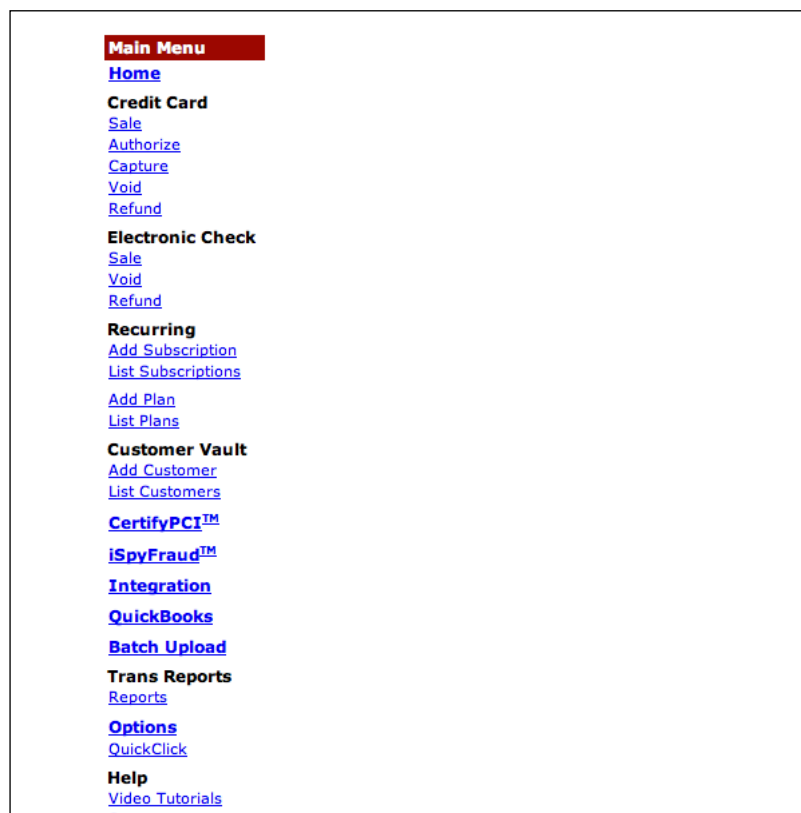 Main Menu
Home
Credit Card
Sale
Authorize
Capture
Void
Refund
Electronic Check
Sale
Void
Refund
Recurring
Add Subscription
List Subscriptions
Add Plan
List Plans
Customer Vault
Add Customer
List Customers
CertifyPCI™
iSpyFraud™
Integration
QuickBooks
Batch Upload
Trans Reports
Reports
Options
QuickClick
Help
Video Tutorials